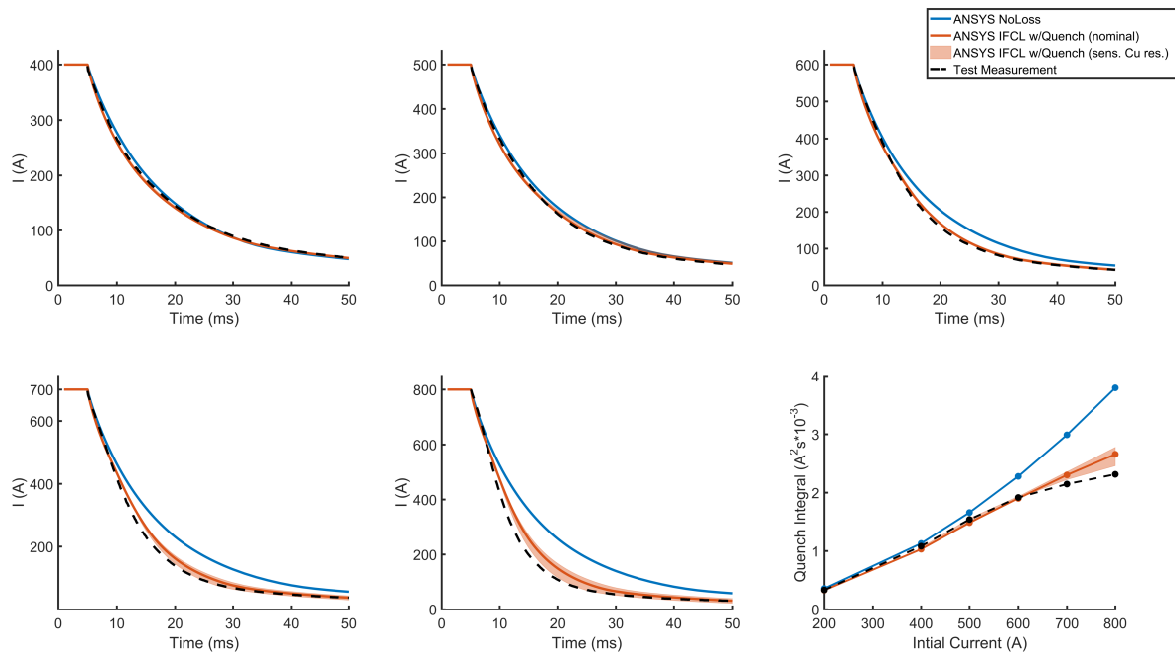 ANSYS NoLoss
ANSYS IFCL w/Quench (nominal)
ANSYS IFCL w/Quench (sens. Cu res.)
Test Measurement
400
300
200
100
0
I (A)
0 10 20 30 40 50
Time (ms)
500
400
300
200
100
0
I (A)
0 10 20 30 40 50
Time (ms)
600
500
400
300
200
100
0
I (A)
0 10 20 30 40 50
Time (ms)
700
600
400
200
I (A)
0 10 20 30 40 50
Time (ms)
800
600
400
200
0
I (A)
0 10 20 30 40 50
Time (ms)
4
3
2
1
0
Quench Integral (A²s*10⁻³)
200 300 400 500 600 700 800
Intial Current (A)